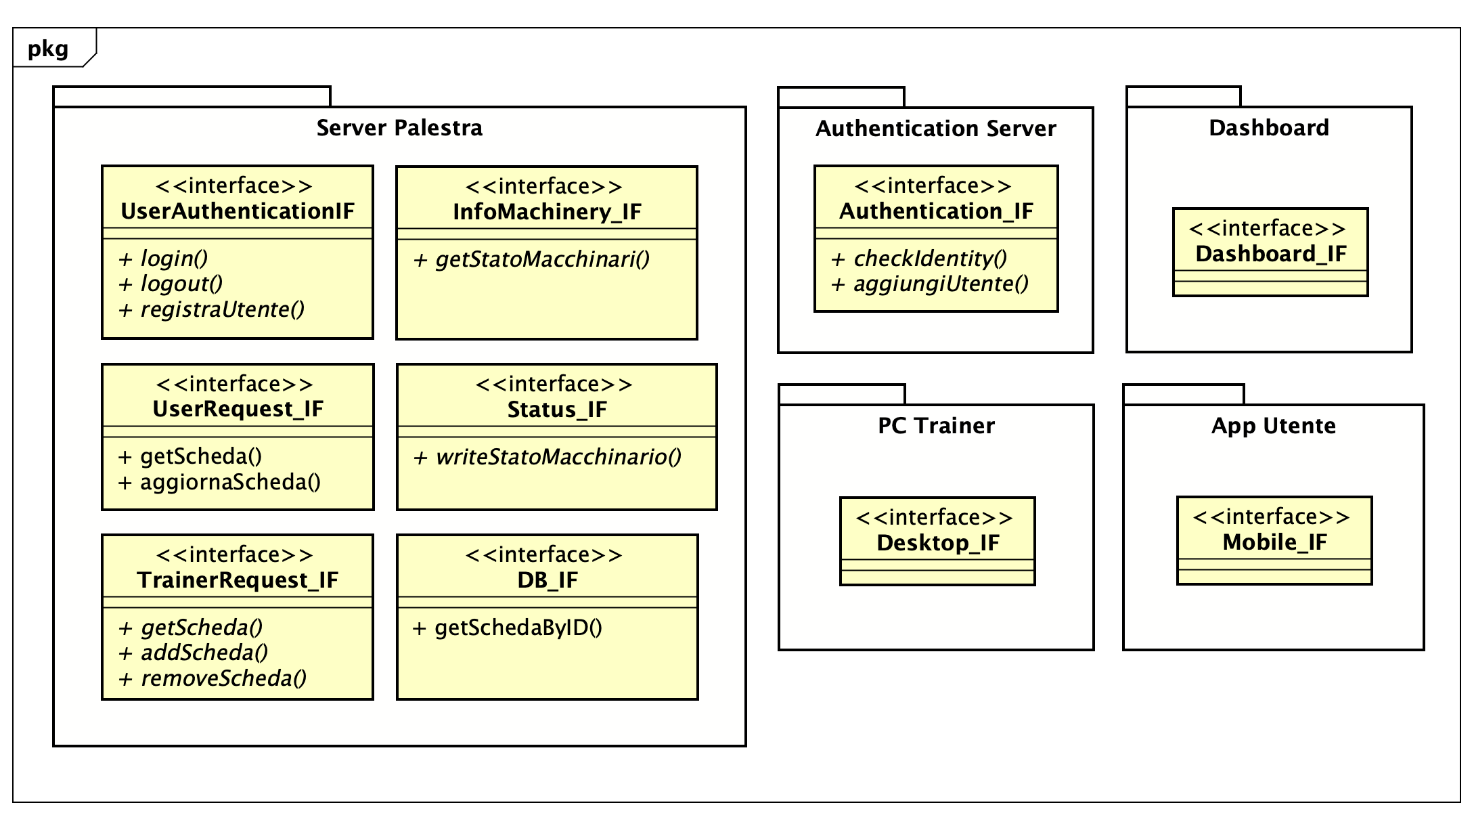 pkg
Server Palestra
<<interface>>
UserAuthenticationIF
+ login()
+ logout()
+ registraUtente()
<<interface>>
InfoMachinery_IF
+ getStatoMacchinari()
<<interface>>
UserRequest_IF
+ getScheda()
+ aggiornaScheda()
<<interface>>
Status_IF
+ writeStatoMacchinario()
<<interface>>
TrainerRequest_IF
+ getScheda()
+ addScheda()
+ removeScheda()
<<interface>>
DB_IF
+ getSchedaByID()
Authentication Server
<<interface>>
Authentication_IF
+ checkIdentity()
+ aggiungiUtente()
Dashboard
<<interface>>
Dashboard_IF
PC Trainer
<<interface>>
Desktop_IF
App Utente
<<interface>>
Mobile_IF